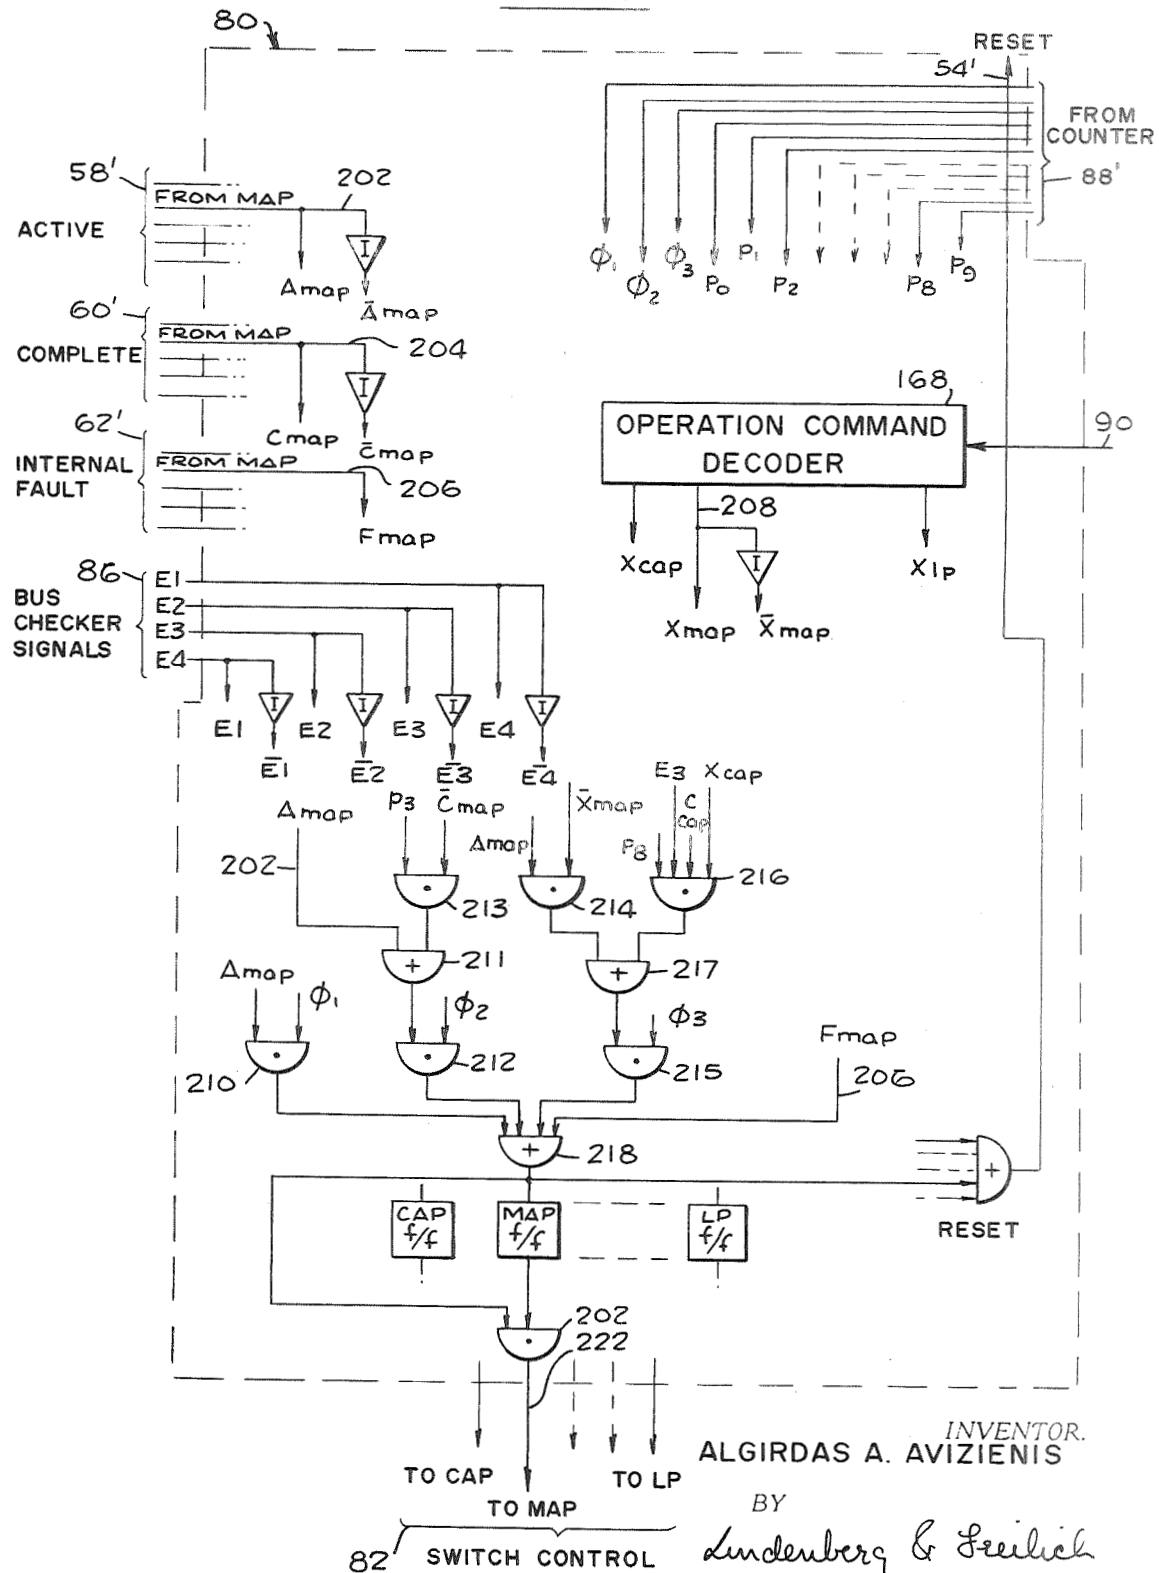 80
RESET
54'
FROM
COUNTER
88'
58'
FROM MAP
202
ACTIVE
I
Amap
Āmap
ϕ1
ϕ2
ϕ3
P0
P1
P2
P8
P9
60'
FROM MAP
204
COMPLETE
I
Cmap
C̄map
62'
FROM MAP
206
INTERNAL
FAULT
Fmap
168
OPERATION COMMAND
DECODER
90
208
I
Xcap
Xmap
X̄map
X1p
86
BUS
CHECKER
SIGNALS
E1
E2
E3
E4
I
I
I
I
E1
Ē1
E2
Ē2
E3
Ē3
E4
Ē4
Amap
P3
C̄map
Amap
X̄map
E3
Xcap
C
cap
P8
202
213
214
216
+
211
+
217
Amap
ϕ1
ϕ2
ϕ3
Fmap
210
212
215
206
+
218
+
RESET
CAP
f/f
MAP
f/f
LP
f/f
202
222
TO CAP
TO MAP
TO LP
82
SWITCH CONTROL
INVENTOR.
ALGIRDAS A. AVIZIENIS
BY
Lindenberg & Freilich